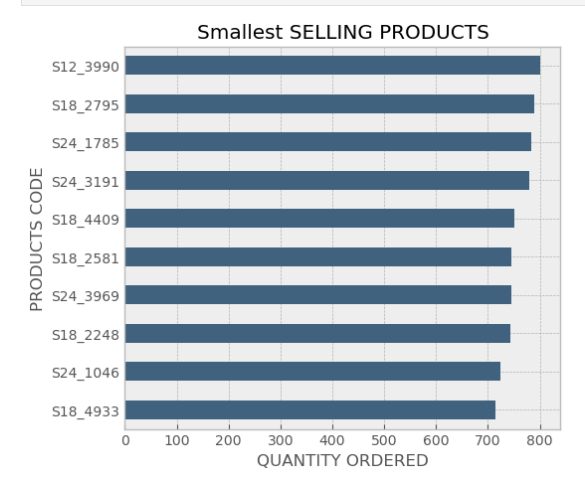 Smallest SELLING PRODUCTS
PRODUCTS CODE
S12_3990
S18_2795
S24_1785
S24_3191
S18_4409
S18_2581
S24_3969
S18_2248
S24_1046
S18_4933
0 100 200 300 400 500 600 700 800
QUANTITY ORDERED